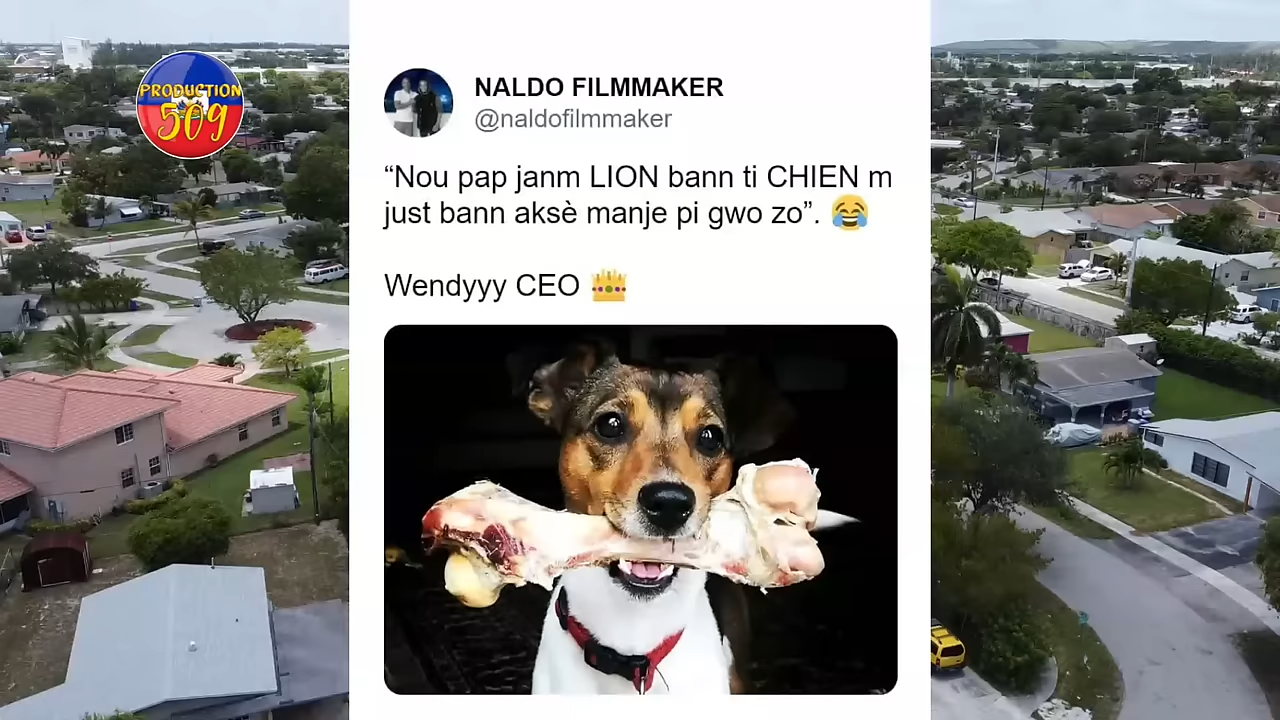 PRODUCTION
509
NALDO FILMMAKER
@naldofilmmaker
“Nou pap janm LION bann ti CHIEN m
just bann aksè manje pi gwo zo”. 😂
Wendyyy CEO 👑